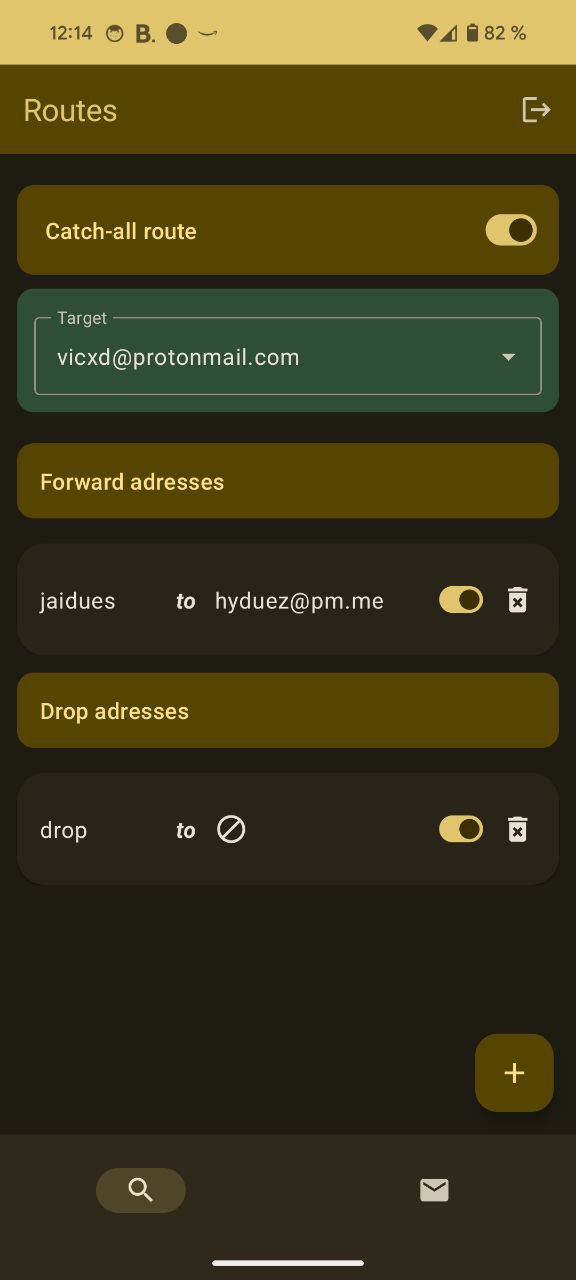 12:14 B. 82 %
Routes
Catch-all route
Target
vicxd@protonmail.com
Forward adresses
jaidues to hyduez@pm.me
Drop adresses
drop to